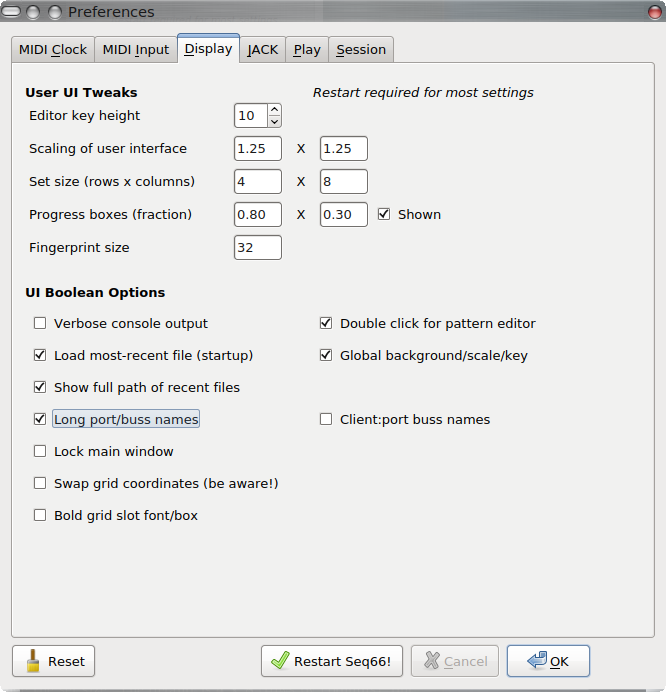 Preferences
MIDI Clock MIDI Input Display JACK Play Session
User UI Tweaks Restart required for most settings
Editor key height 10
Scaling of user interface 1.25 X 1.25
Set size (rows x columns) 4 X 8
Progress boxes (fraction) 0.80 X 0.30 Shown
Fingerprint size 32
UI Boolean Options
Verbose console output Double click for pattern editor
Load most-recent file (startup) Global background/scale/key
Show full path of recent files
Long port/buss names Client:port buss names
Lock main window
Swap grid coordinates (be aware!)
Bold grid slot font/box
Reset Restart Seq66! Cancel OK